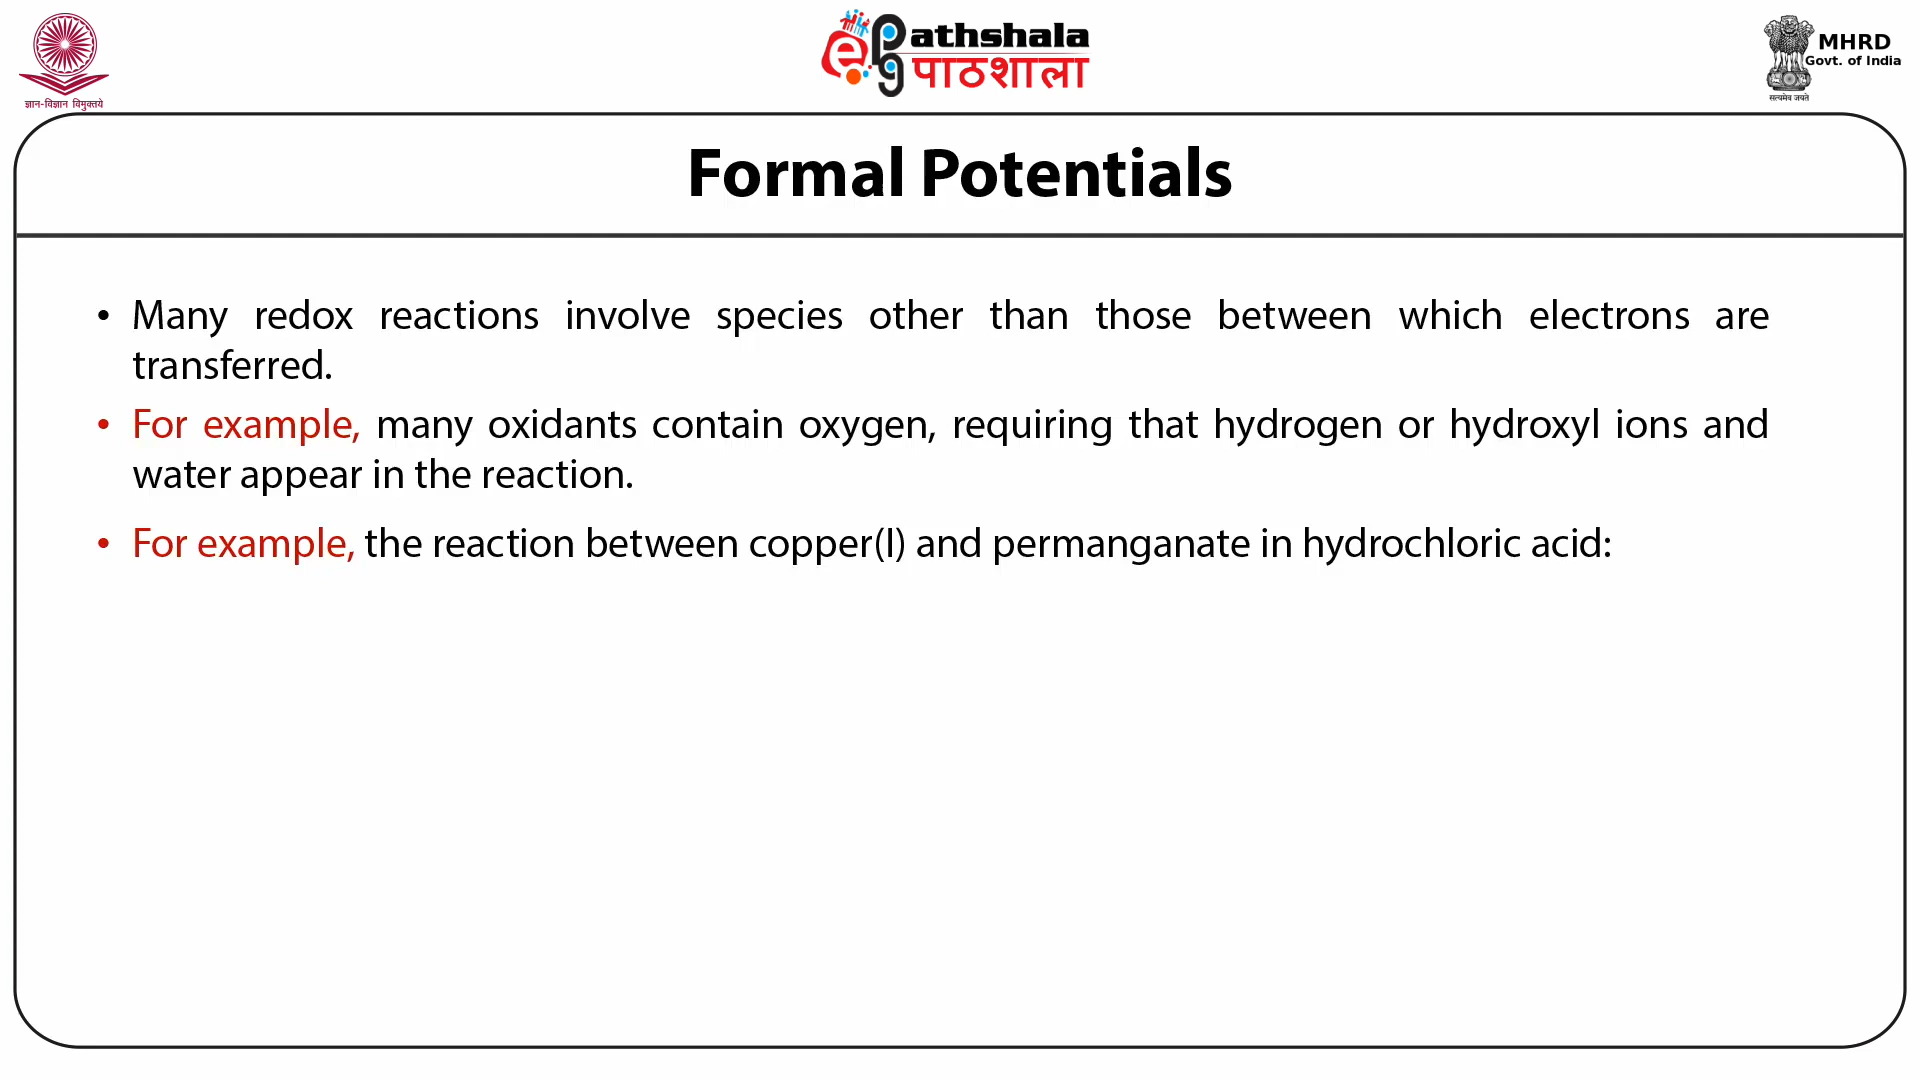 ज्ञान-विज्ञान विमुक्तये
ePathshala
पाठशाला
MHRD
Govt. of India
सत्यमेव जयते
Formal Potentials
• Many redox reactions involve species other than those between which electrons are
transferred.
• For example, many oxidants contain oxygen, requiring that hydrogen or hydroxyl ions and
water appear in the reaction.
• For example, the reaction between copper(I) and permanganate in hydrochloric acid: